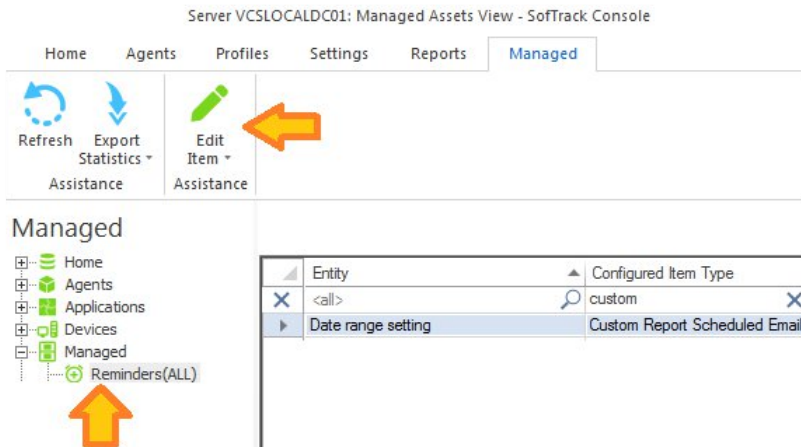 Server VCSLOCALDC01: Managed Assets View - SofTrack Console
Home Agents Profiles Settings Reports Managed
Refresh Export Statistics Edit Item
Assistance Assistance
Managed
Home
Agents
Applications
Devices
Managed
Reminders(ALL)
Entity Configured Item Type
<all> custom
Date range setting Custom Report Scheduled Email